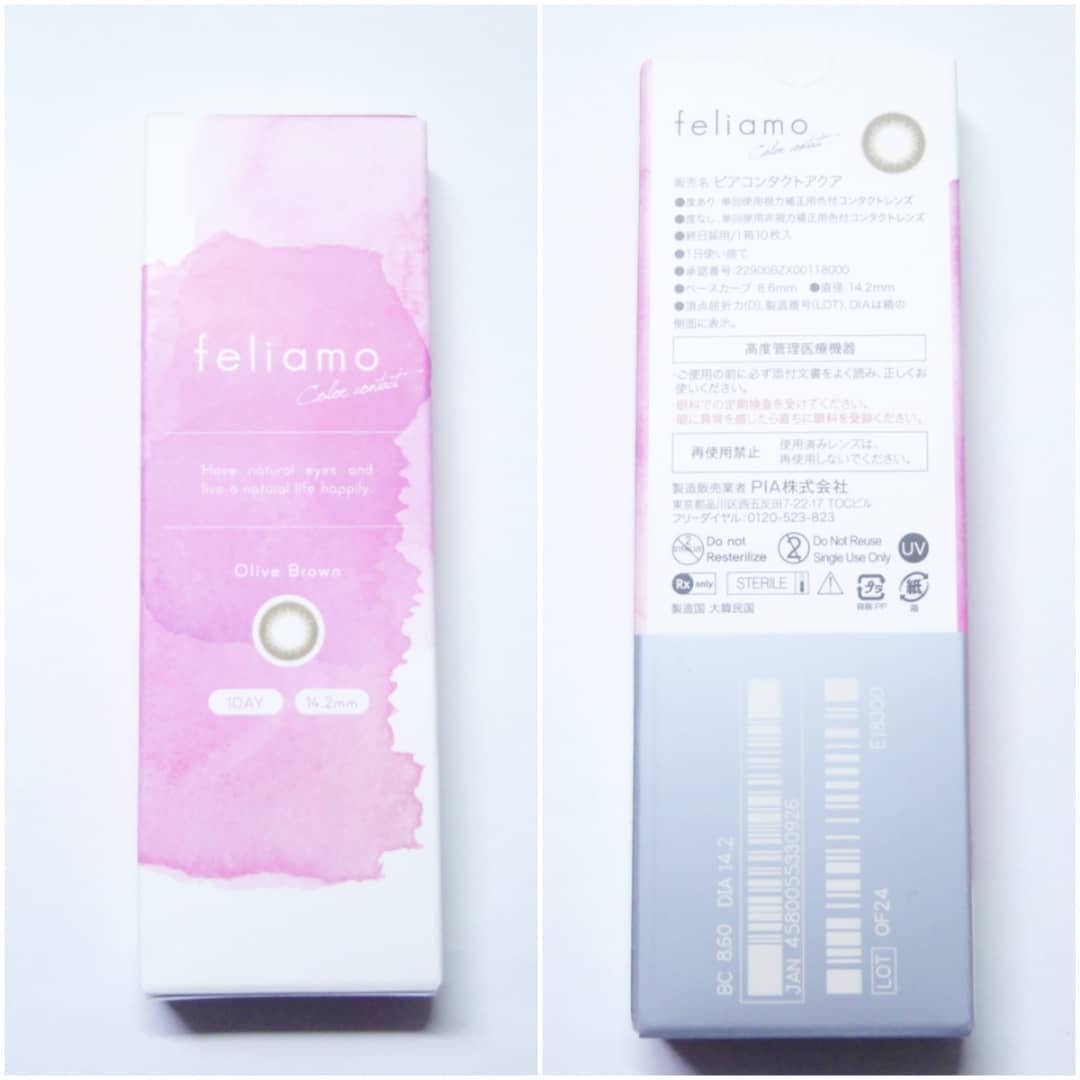 feliamo
Color contact
Have natural eyes and
live a natural life happily.
Olive Brown
1DAY
14.2mm
feliamo
Color contact
販売名:ピアコンタクトアクア
●度あり:単回使用視力補正用色付コンタクトレンズ
●度なし:単回使用非視力補正用色付コンタクトレンズ
●終日装用/1箱10枚入
●1日使い捨て
●承認番号:22900BZX00118000
●ベースカーブ:8.6mm ●直径:14.2mm
●頂点屈折力(D)、製造番号(LOT)、DIAは箱の
側面に表示。
高度管理医療機器
・ご使用の前に必ず添付文書をよく読み、正しくお
使いください。
・眼科での定期検査を受けてください。
・眼に異常を感じたら直ちに眼科を受診ください。
再使用禁止
使用済みレンズは、
再使用しないでください。
製造販売業者 PIA株式会社
東京都品川区西五反田7-22-17 TOCビル
フリーダイヤル:0120-523-823
2
STERILIZE
Do not
Resterilize
2
Do Not Reuse
Single Use Only
UV
Rx only
STERILE
プラ
個装:PP
紙
箱
製造国 大韓民国
BC 8.60 DIA 14.2
JAN 4580055330926
E18300
LOT OF24